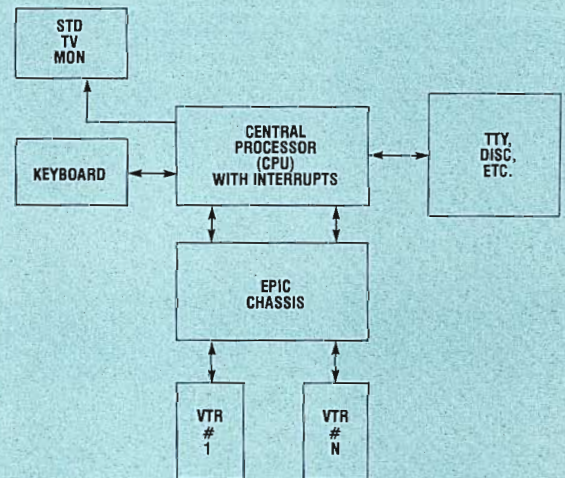 STD
TV
MON
CENTRAL
PROCESSOR
(CPU)
WITH INTERRUPTS
KEYBOARD
TTY,
DISC,
ETC.
EPIC
CHASSIS
VTR
#
1
VTR
#
N